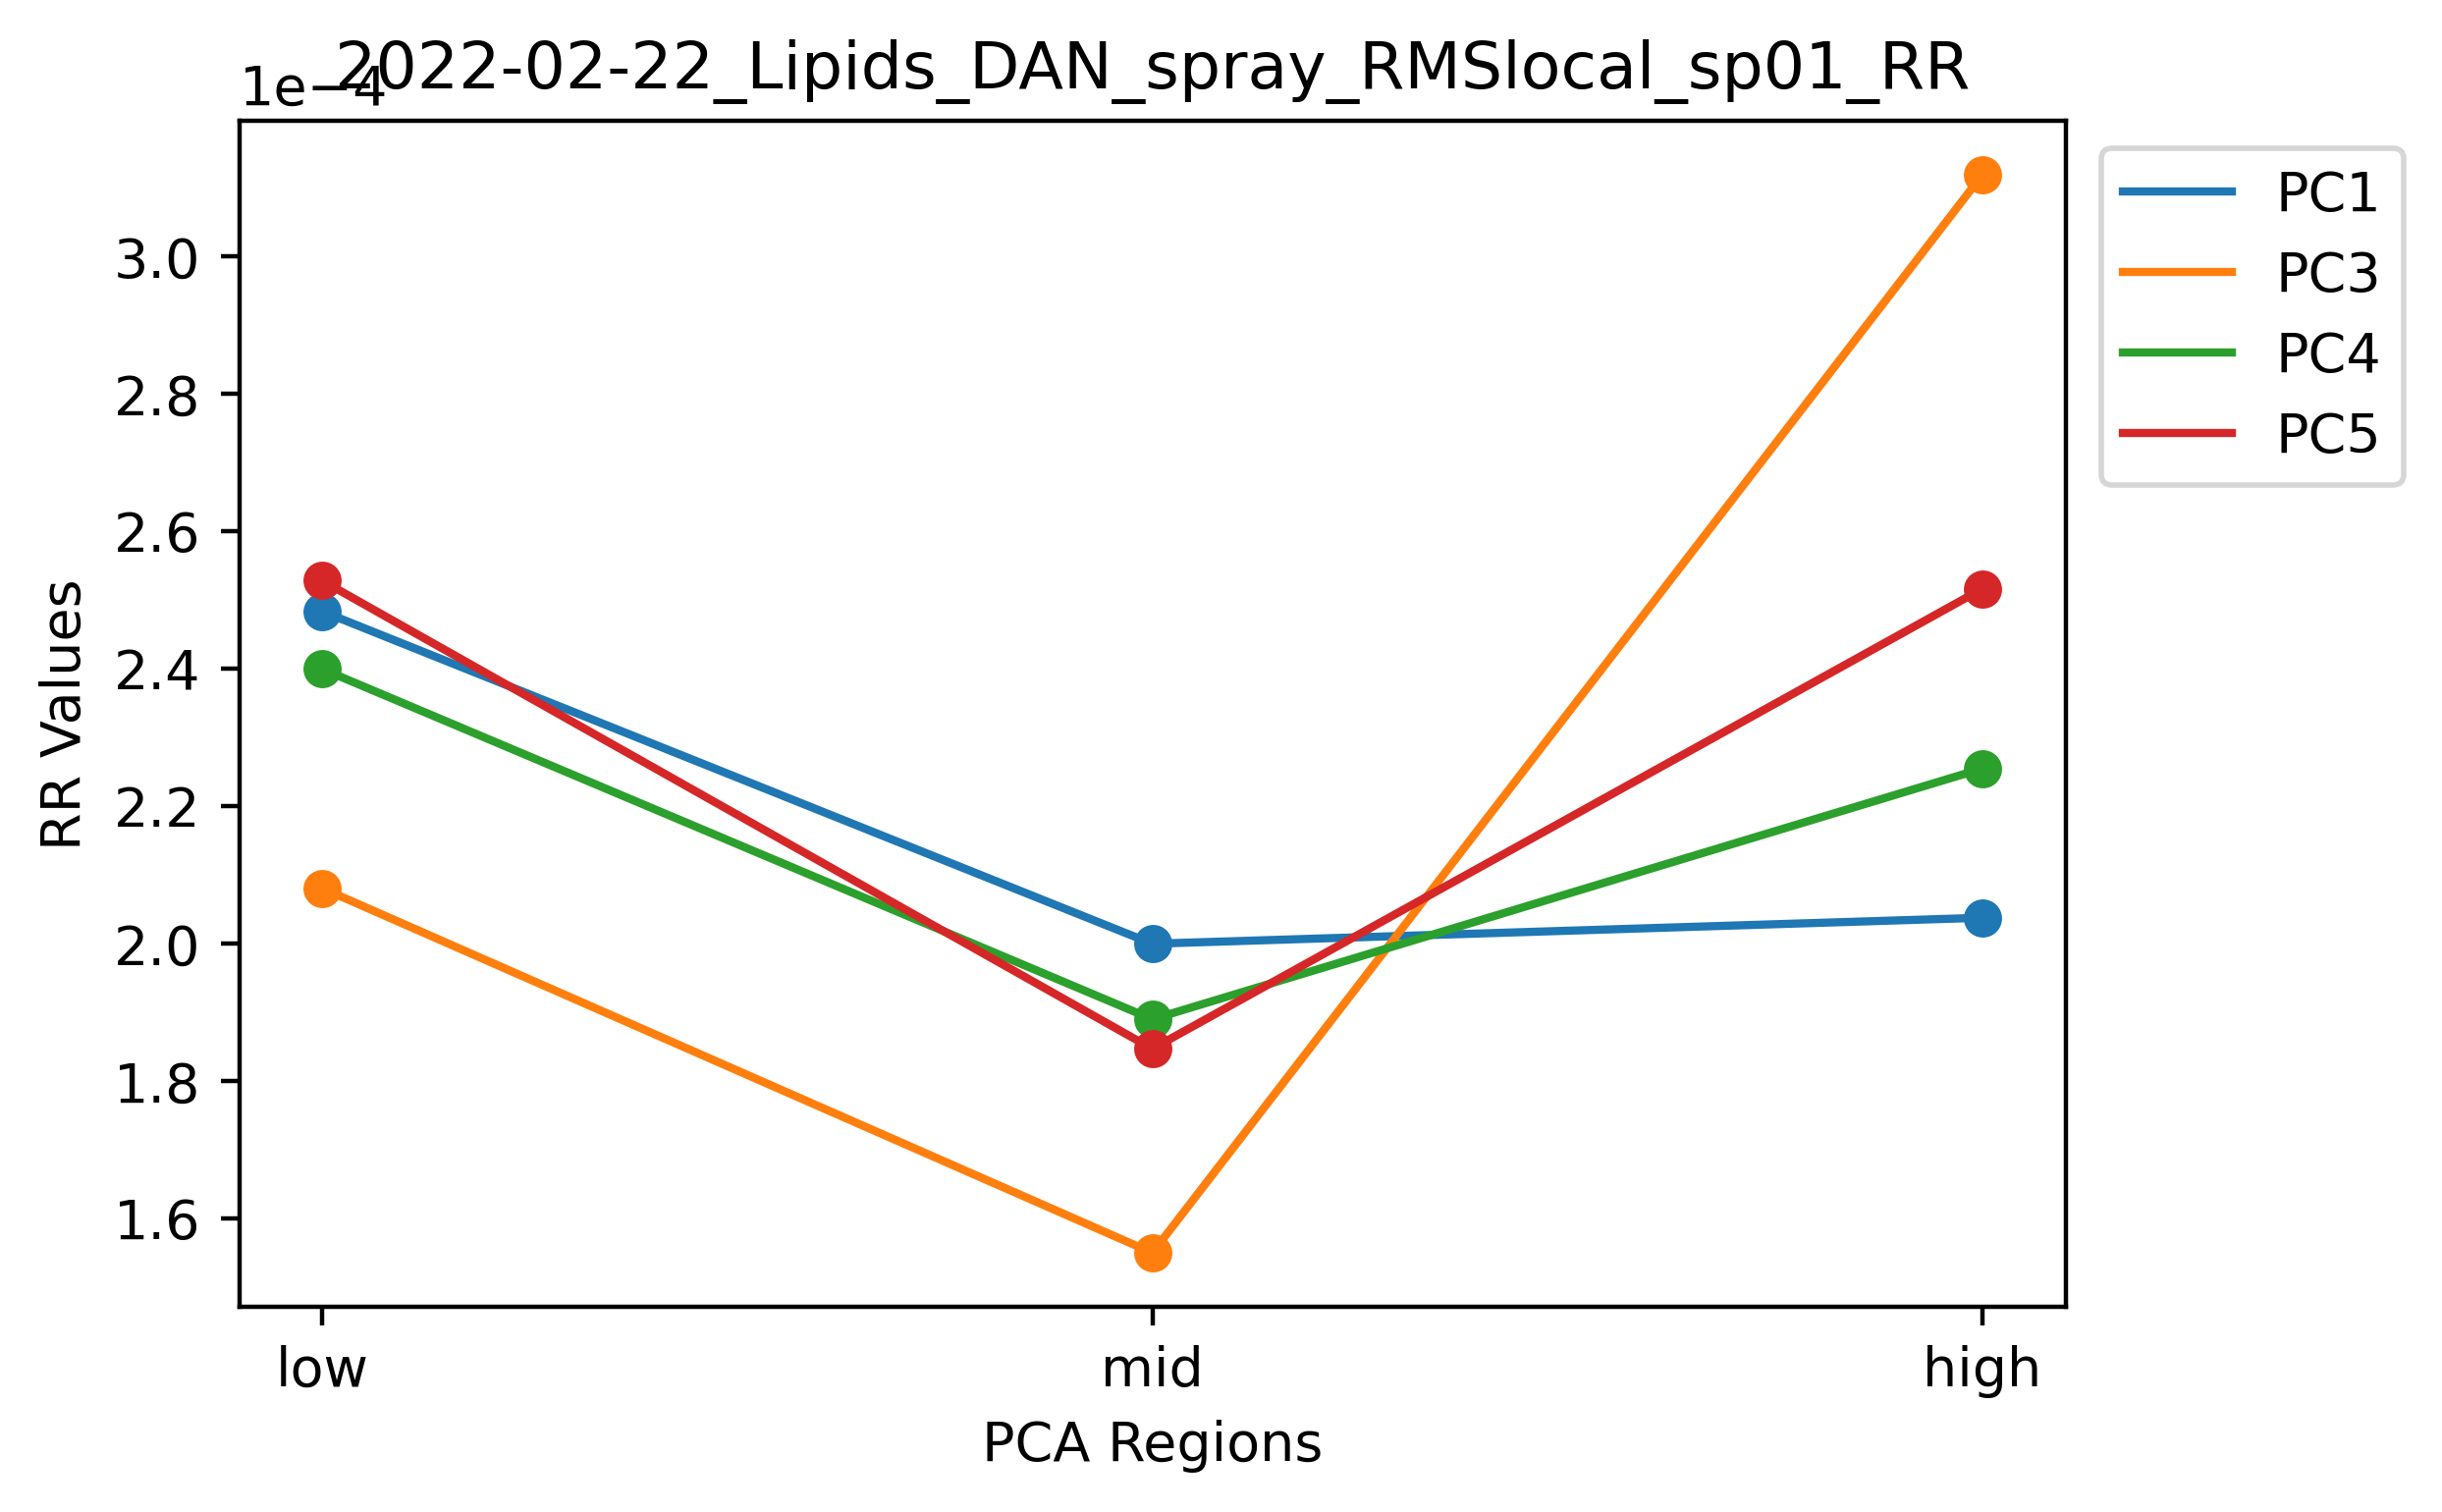 2022-02-22_Lipids_DAN_spray_RMSlocal_sp01_RR
1e−4
PC1
PC3
PC4
PC5
3.0
2.8
2.6
2.4
2.2
2.0
1.8
1.6
RR Values
low mid high
PCA Regions